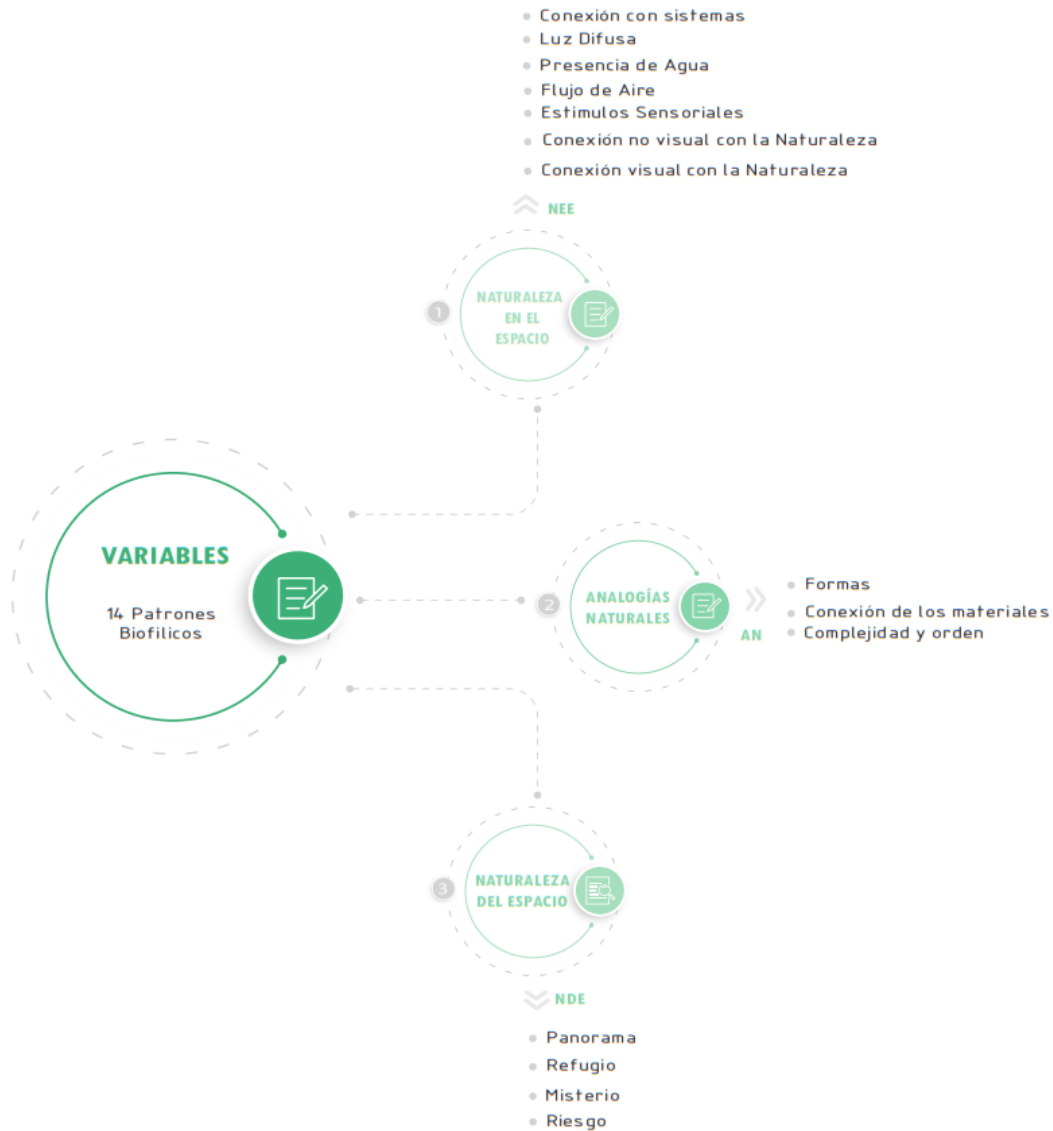 Conexión con sistemas
Luz Difusa
Presencia de Agua
Flujo de Aire
Estimulos Sensoriales
Conexión no visual con la Naturaleza
Conexión visual con la Naturaleza
NEE
1
NATURALEZA
EN EL
ESPACIO
VARIABLES
14 Patrones
Biofilicos
2
ANALOGÍAS
NATURALES
AN
Formas
Conexión de los materiales
Complejidad y orden
3
NATURALEZA
DEL ESPACIO
NDE
Panorama
Refugio
Misterio
Riesgo